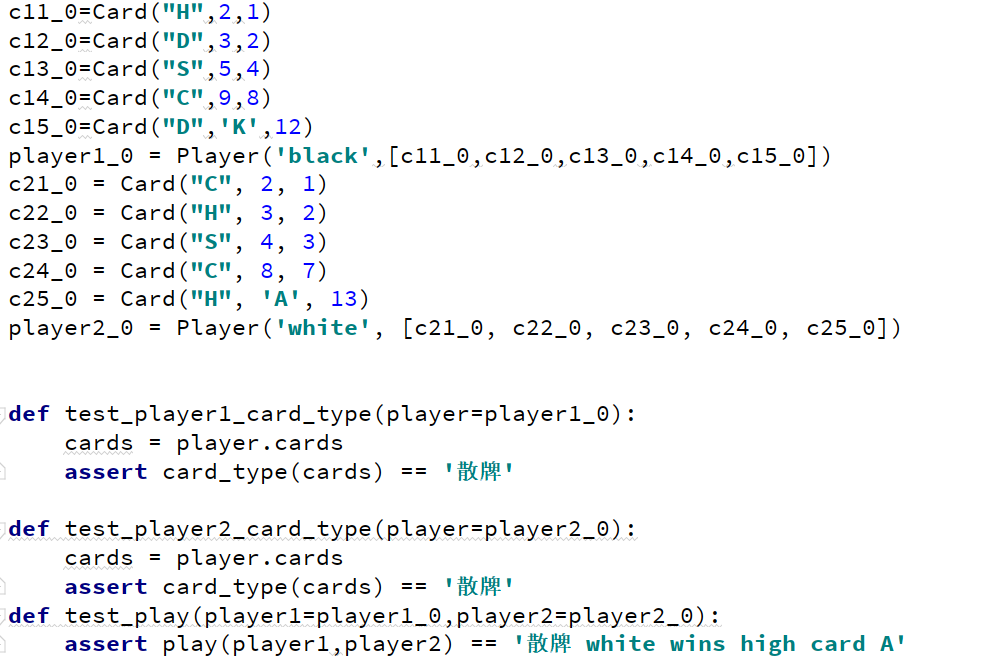 c11_0=Card("H",2,1)
c12_0=Card("D",3,2)
c13_0=Card("S",5,4)
c14_0=Card("C",9,8)
c15_0=Card("D",'K',12)
player1_0 = Player('black',[c11_0,c12_0,c13_0,c14_0,c15_0])
c21_0 = Card("C", 2, 1)
c22_0 = Card("H", 3, 2)
c23_0 = Card("S", 4, 3)
c24_0 = Card("C", 8, 7)
c25_0 = Card("H", 'A', 13)
player2_0 = Player('white', [c21_0, c22_0, c23_0, c24_0, c25_0])
def test_player1_card_type(player=player1_0):
    cards = player.cards
    assert card_type(cards) == '散牌'
def test_player2_card_type(player=player2_0):
    cards = player.cards
    assert card_type(cards) == '散牌'
def test_play(player1=player1_0,player2=player2_0):
    assert play(player1,player2) == '散牌 white wins high card A'